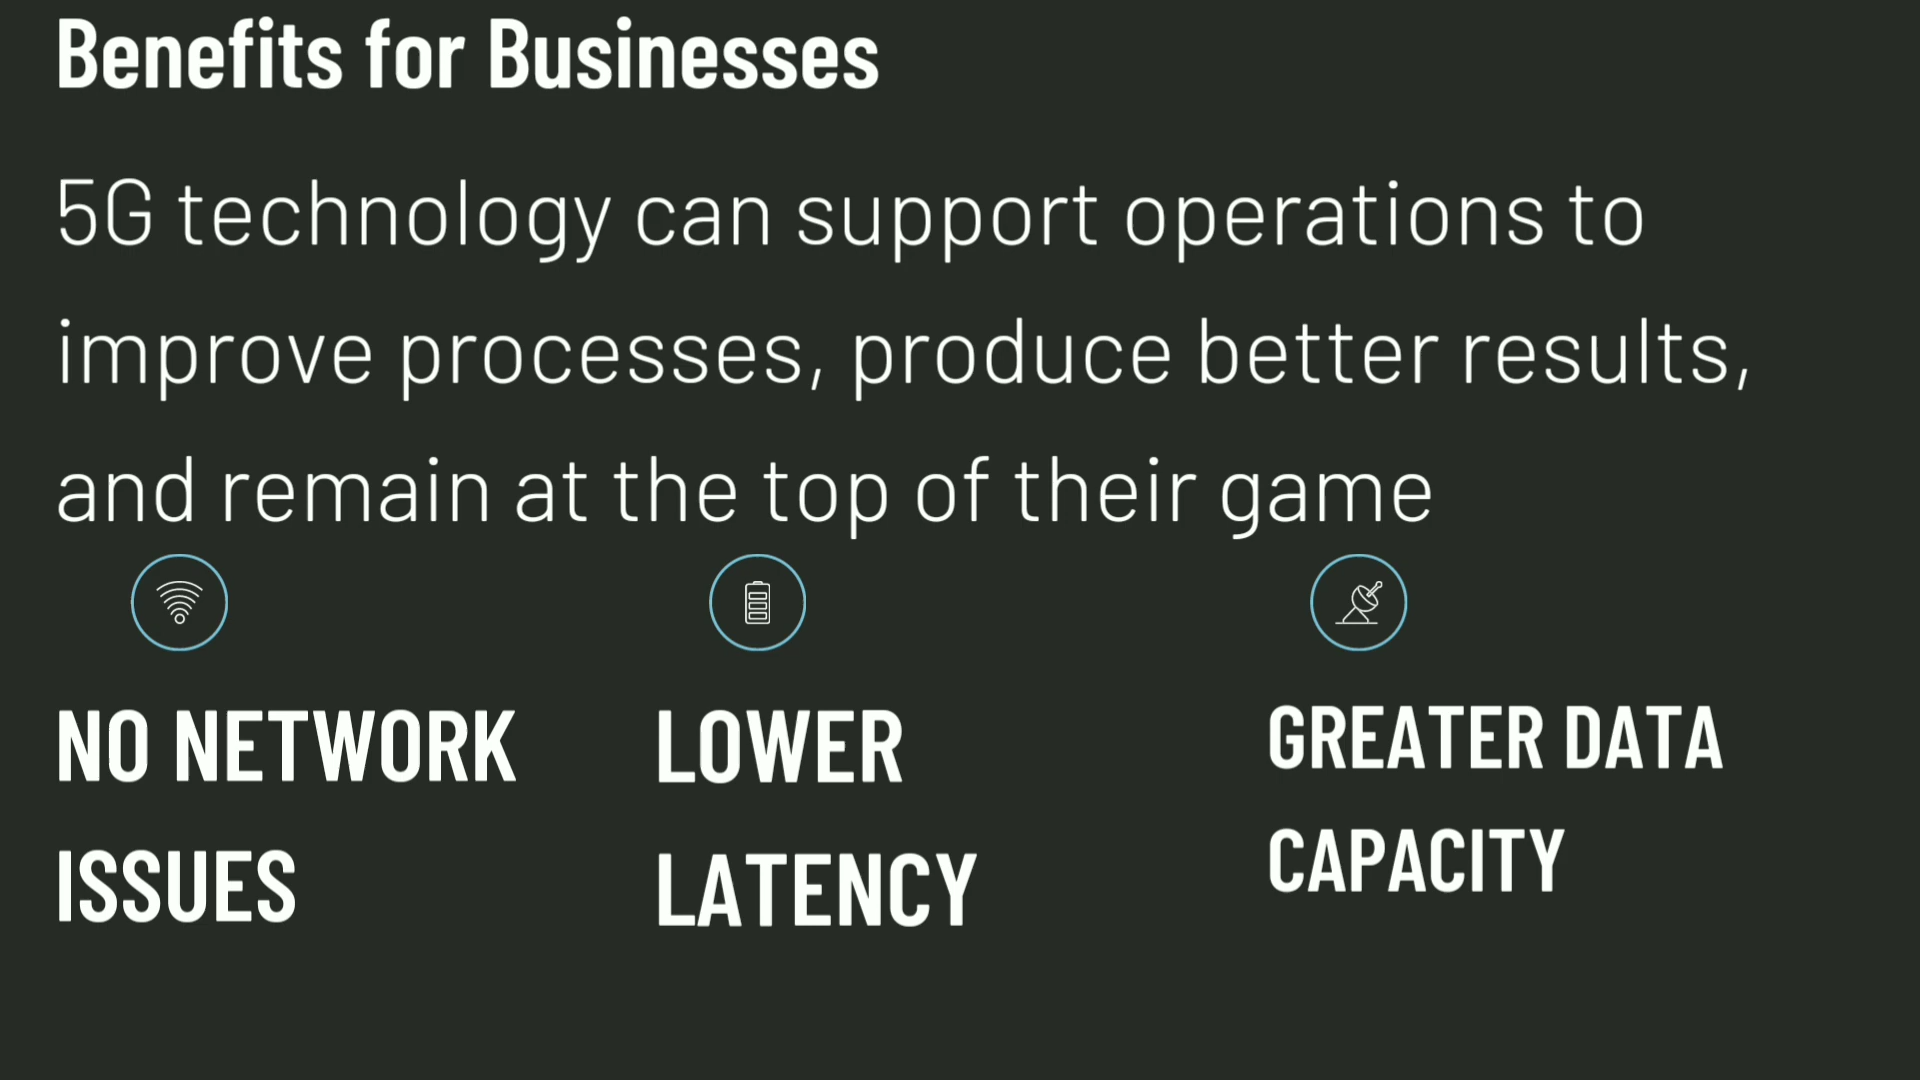 Benefits for Businesses
5G technology can support operations to
improve processes, produce better results,
and remain at the top of their game
NO NETWORK
ISSUES
LOWER
LATENCY
GREATER DATA
CAPACITY